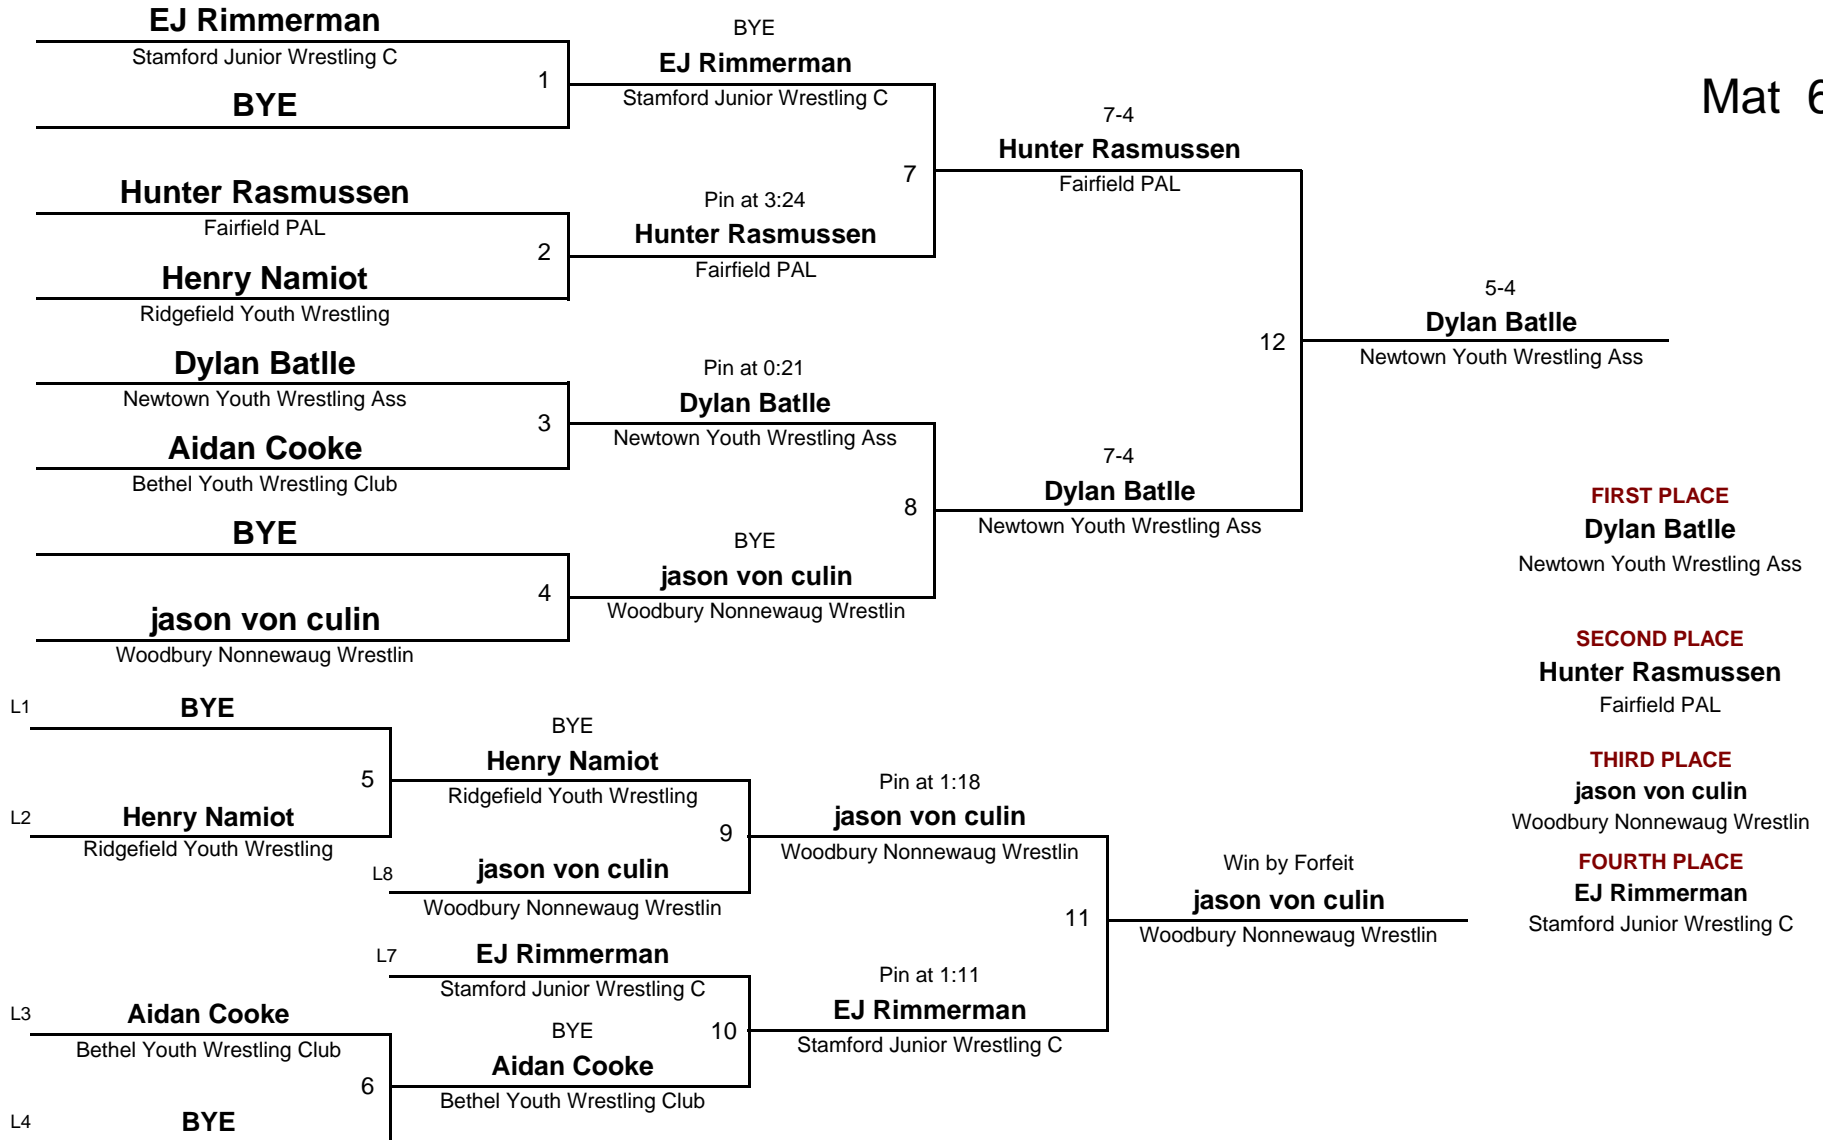 EJ Rimmerman
Stamford Junior Wrestling C
1
BYE
BYE
EJ Rimmerman
Stamford Junior Wrestling C
Mat 6
Hunter Rasmussen
Fairfield PAL
2
Henry Namiot
Ridgefield Youth Wrestling
Pin at 3:24
Hunter Rasmussen
Fairfield PAL
7
7-4
Hunter Rasmussen
Fairfield PAL
Dylan Batlle
Newtown Youth Wrestling Ass
3
Aidan Cooke
Bethel Youth Wrestling Club
Pin at 0:21
Dylan Batlle
Newtown Youth Wrestling Ass
BYE
4
jason von culin
Woodbury Nonnewaug Wrestlin
BYE
jason von culin
Woodbury Nonnewaug Wrestlin
8
7-4
Dylan Batlle
Newtown Youth Wrestling Ass
12
5-4
Dylan Batlle
Newtown Youth Wrestling Ass
FIRST PLACE
Dylan Batlle
Newtown Youth Wrestling Ass
SECOND PLACE
Hunter Rasmussen
Fairfield PAL
THIRD PLACE
jason von culin
Woodbury Nonnewaug Wrestlin
FOURTH PLACE
EJ Rimmerman
Stamford Junior Wrestling C
L1
BYE
5
L2
Henry Namiot
Ridgefield Youth Wrestling
BYE
Henry Namiot
Ridgefield Youth Wrestling
9
L8
jason von culin
Woodbury Nonnewaug Wrestlin
Pin at 1:18
jason von culin
Woodbury Nonnewaug Wrestlin
11
Win by Forfeit
jason von culin
Woodbury Nonnewaug Wrestlin
L7
EJ Rimmerman
Stamford Junior Wrestling C
10
Pin at 1:11
EJ Rimmerman
Stamford Junior Wrestling C
L3
Aidan Cooke
Bethel Youth Wrestling Club
6
BYE
Aidan Cooke
Bethel Youth Wrestling Club
L4
BYE